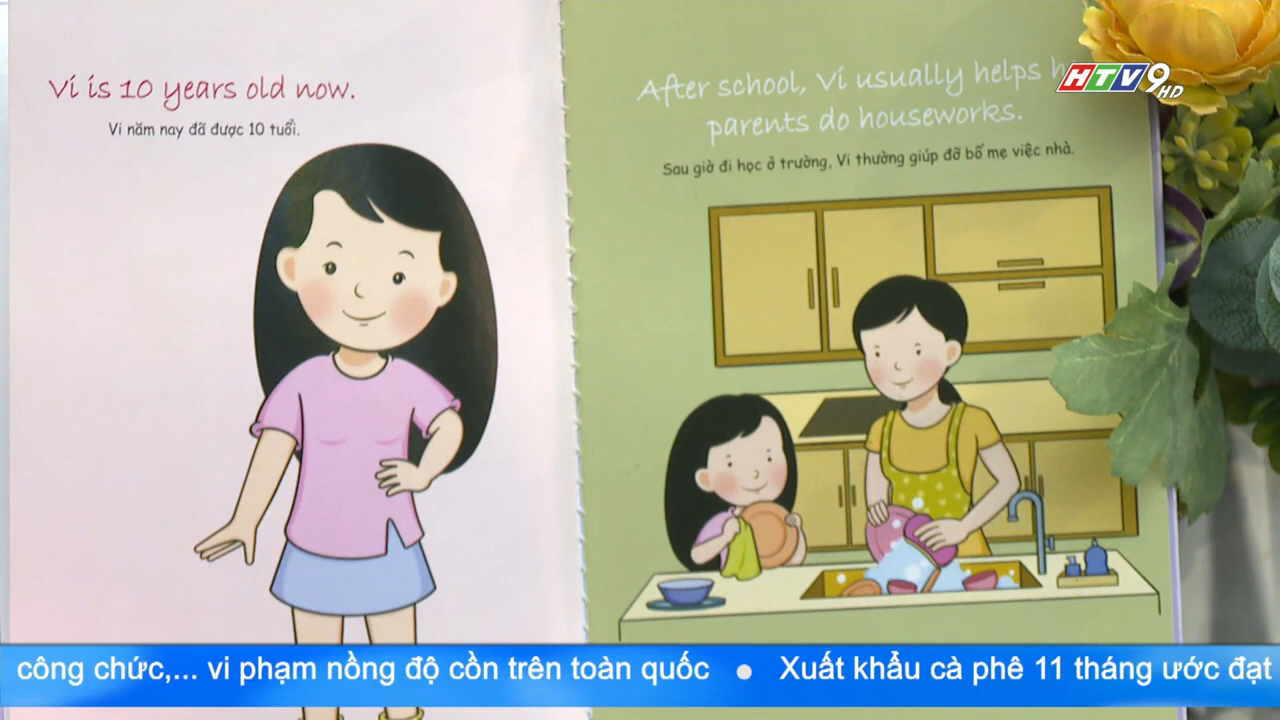 Vi is 10 years old now.
Vi năm nay đã được 10 tuổi.
After school, Vi usually helps
parents do houseworks.
Sau giờ đi học ở trường, Vi thường giúp đỡ bố mẹ việc nhà.
HTV9
HD
công chức,... vi phạm nồng độ cồn trên toàn quốc • Xuất khẩu cà phê 11 tháng ước đạt